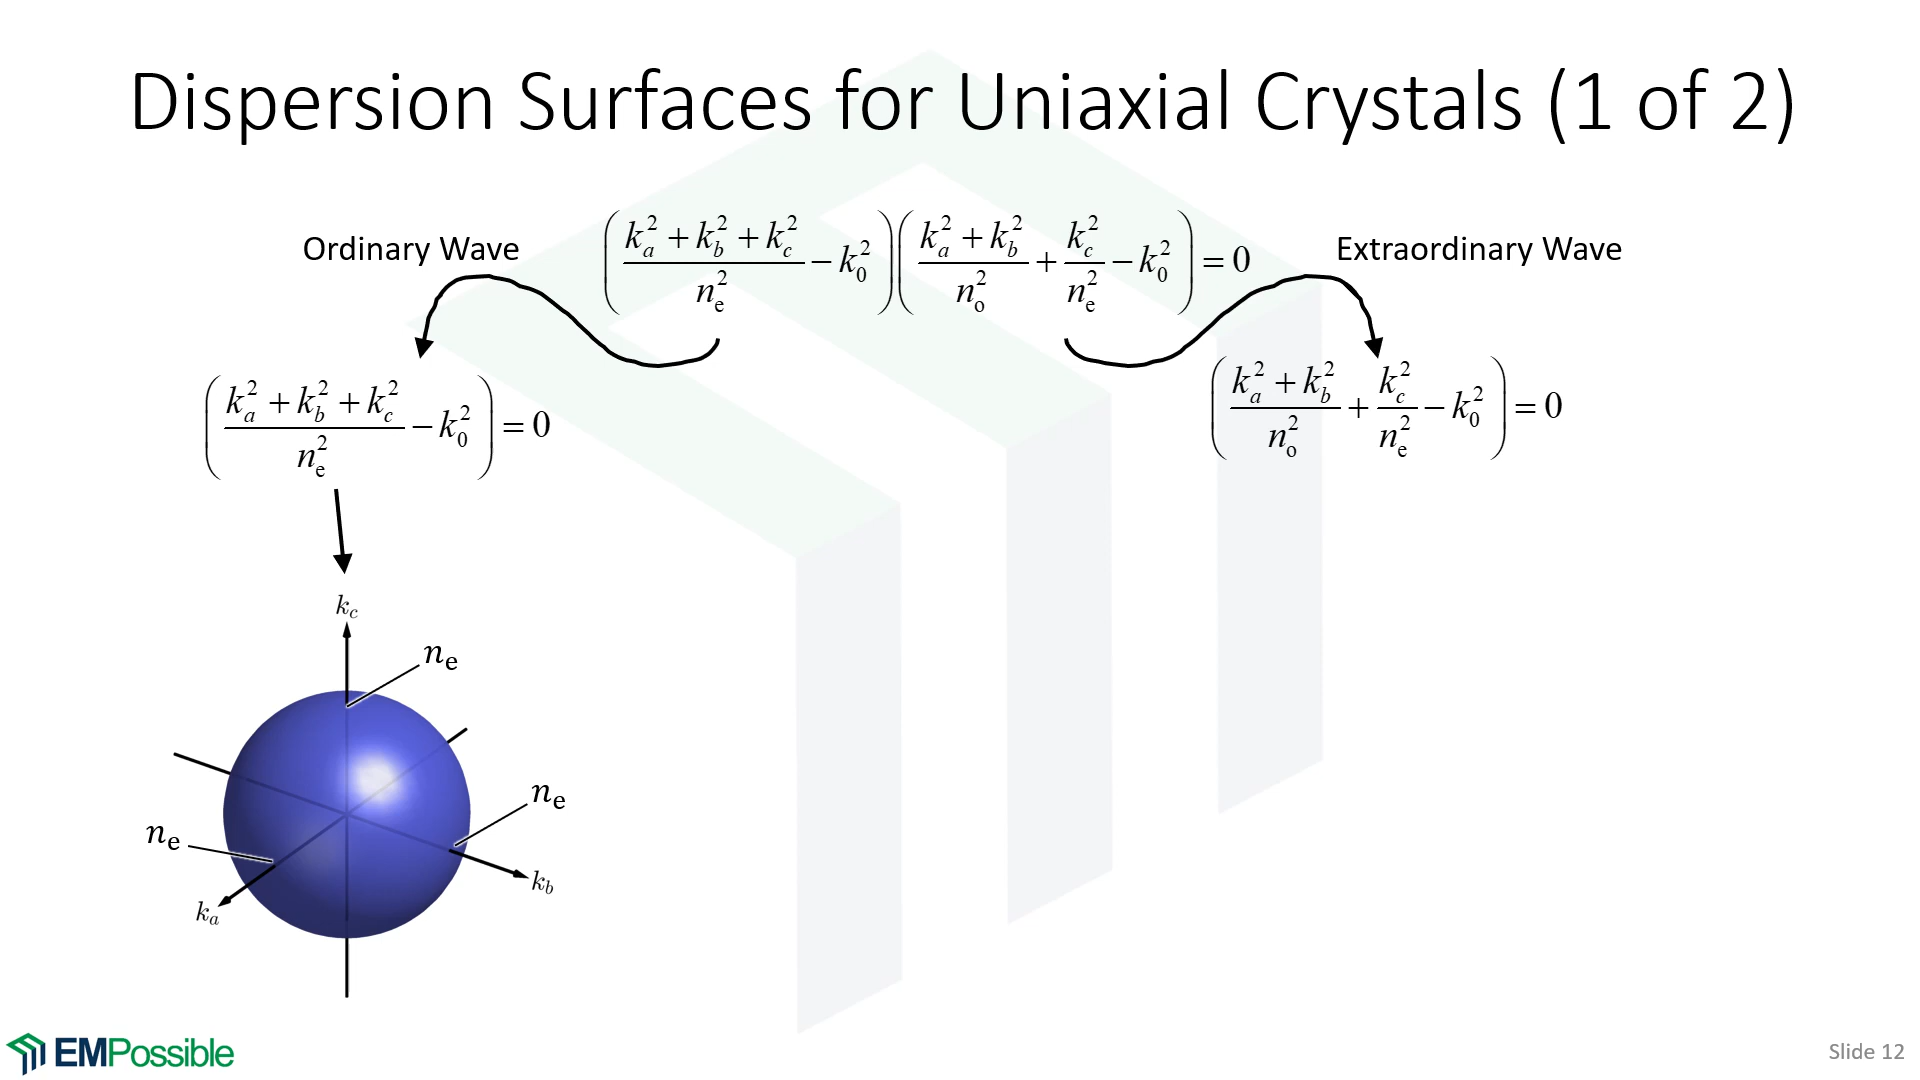 Dispersion Surfaces for Uniaxial Crystals (1 of 2)
Ordinary Wave
$\left(\frac{k_a^2+k_b^2+k_c^2}{n_e^2}-k_0^2\right)\left(\frac{k_a^2+k_b^2}{n_o^2}+\frac{k_c^2}{n_e^2}-k_0^2\right)=0$
Extraordinary Wave
$\left(\frac{k_a^2+k_b^2+k_c^2}{n_e^2}-k_0^2\right)=0$
$\left(\frac{k_a^2+k_b^2}{n_o^2}+\frac{k_c^2}{n_e^2}-k_0^2\right)=0$
$k_c$
$n_e$
$n_e$
$n_e$
$k_b$
$k_a$
EMPossible
Slide 12